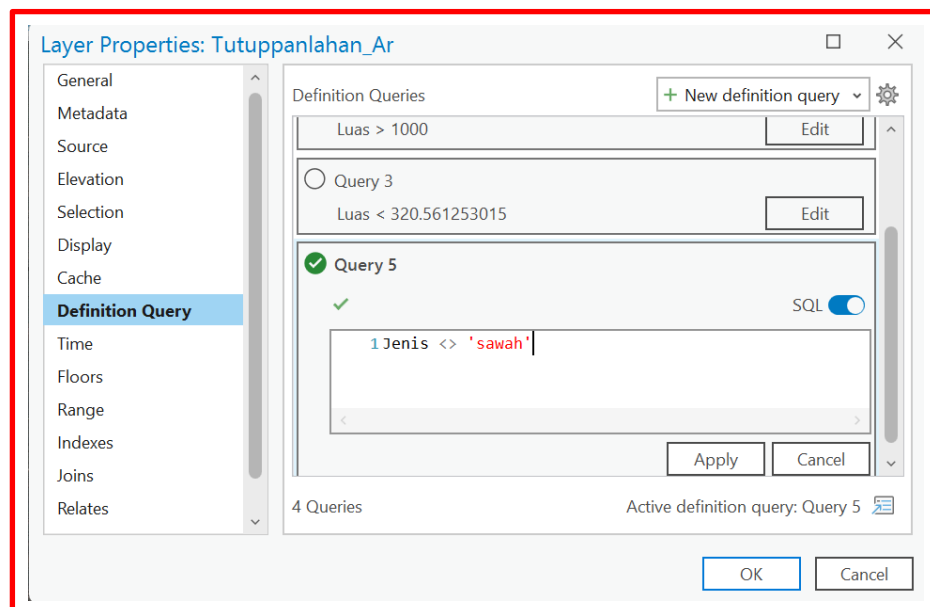 Layer Properties: Tutuppanlahan_Ar
General
Metadata
Source
Elevation
Selection
Display
Cache
Definition Query
Time
Floors
Range
Indexes
Joins
Relates
Definition Queries
+ New definition query
Luas > 1000
Edit
Query 3
Luas < 320.561253015
Edit
Query 5
SQL
1 Jenis <> 'sawah'
Apply Cancel
4 Queries Active definition query: Query 5
OK Cancel